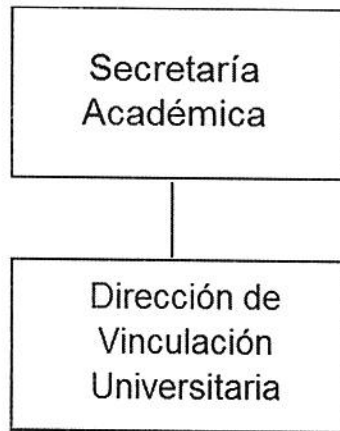 Secretaría
Académica
Dirección de
Vinculación
Universitaria